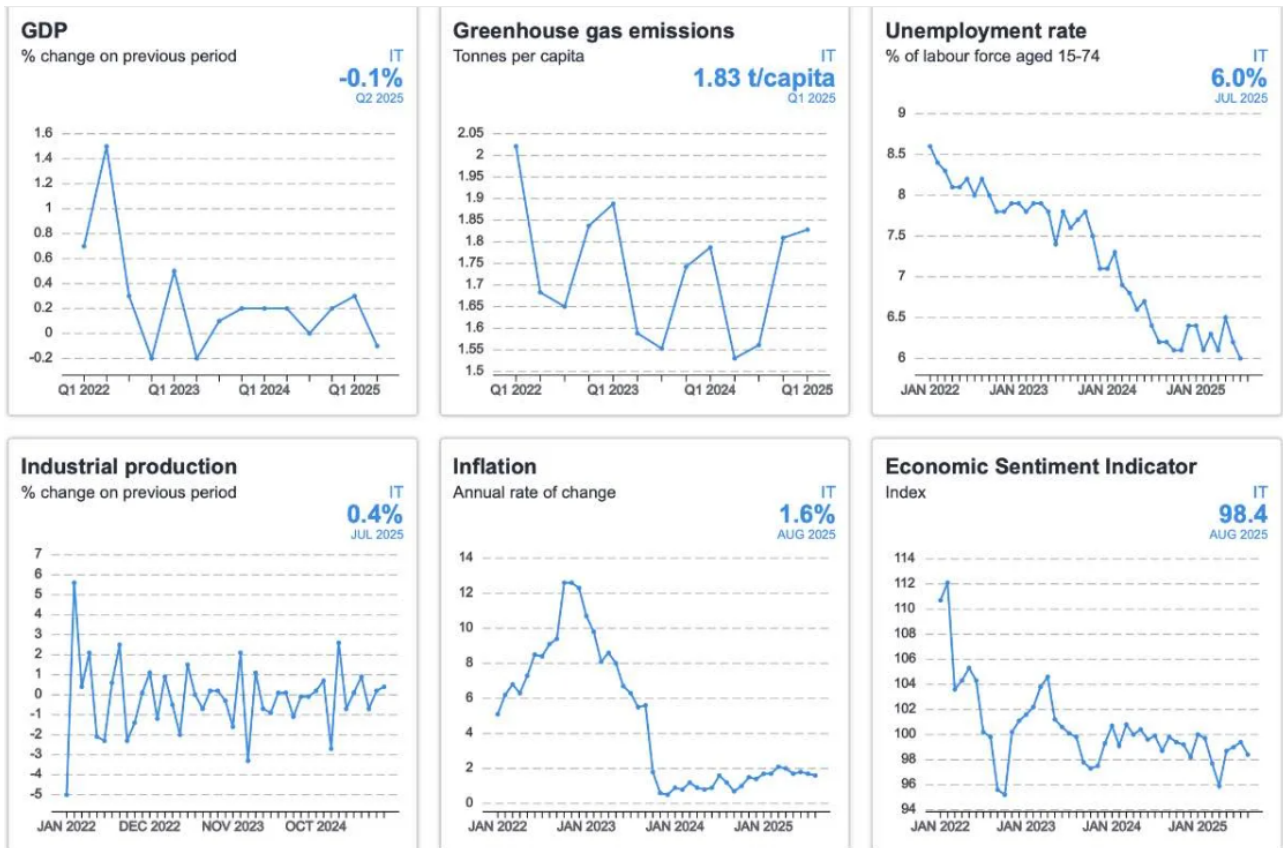 GDP
% change on previous period
IT
-0.1%
Q2 2025
1.6
1.4
1.2
1
0.8
0.6
0.4
0.2
0
-0.2
Q1 2022 Q1 2023 Q1 2024 Q1 2025
Greenhouse gas emissions
Tonnes per capita
IT
1.83 t/capita
Q1 2025
2.05
2
1.95
1.9
1.85
1.8
1.75
1.7
1.65
1.6
1.55
1.5
Q1 2022 Q1 2023 Q1 2024 Q1 2025
Unemployment rate
% of labour force aged 15-74
IT
6.0%
JUL 2025
9
8.5
8
7.5
7
6.5
6
JAN 2022 JAN 2023 JAN 2024 JAN 2025
Industrial production
% change on previous period
IT
0.4%
JUL 2025
7
6
5
4
3
2
1
0
-1
-2
-3
-4
-5
JAN 2022 DEC 2022 NOV 2023 OCT 2024
Inflation
Annual rate of change
IT
1.6%
AUG 2025
14
12
10
8
6
4
2
0
JAN 2022 JAN 2023 JAN 2024 JAN 2025
Economic Sentiment Indicator
Index
IT
98.4
AUG 2025
114
112
110
108
106
104
102
100
98
96
94
JAN 2022 JAN 2023 JAN 2024 JAN 2025